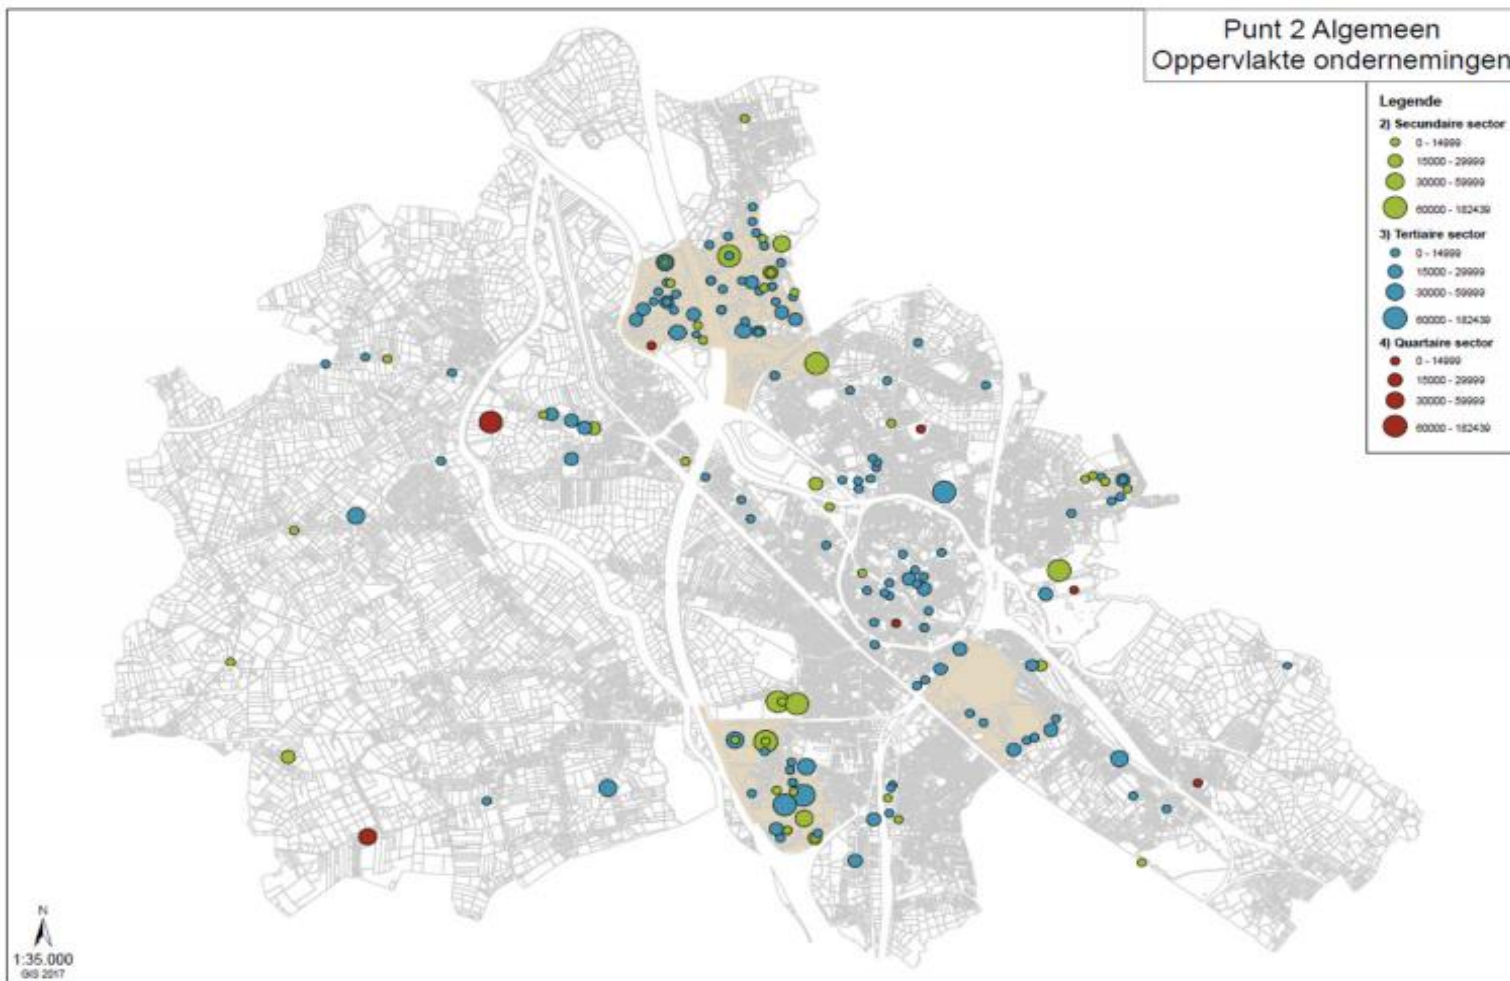 Punt 2 Algemeen
Oppervlakte ondernemingen
Legende
2) Secundaire sector
0 - 14999
15000 - 29999
30000 - 59999
60000 - 182439
3) Tertiaire sector
0 - 14999
15000 - 29999
30000 - 59999
60000 - 182439
4) Quartaire sector
0 - 14999
15000 - 29999
30000 - 59999
60000 - 182439
N
1:35.000
GIS 2017